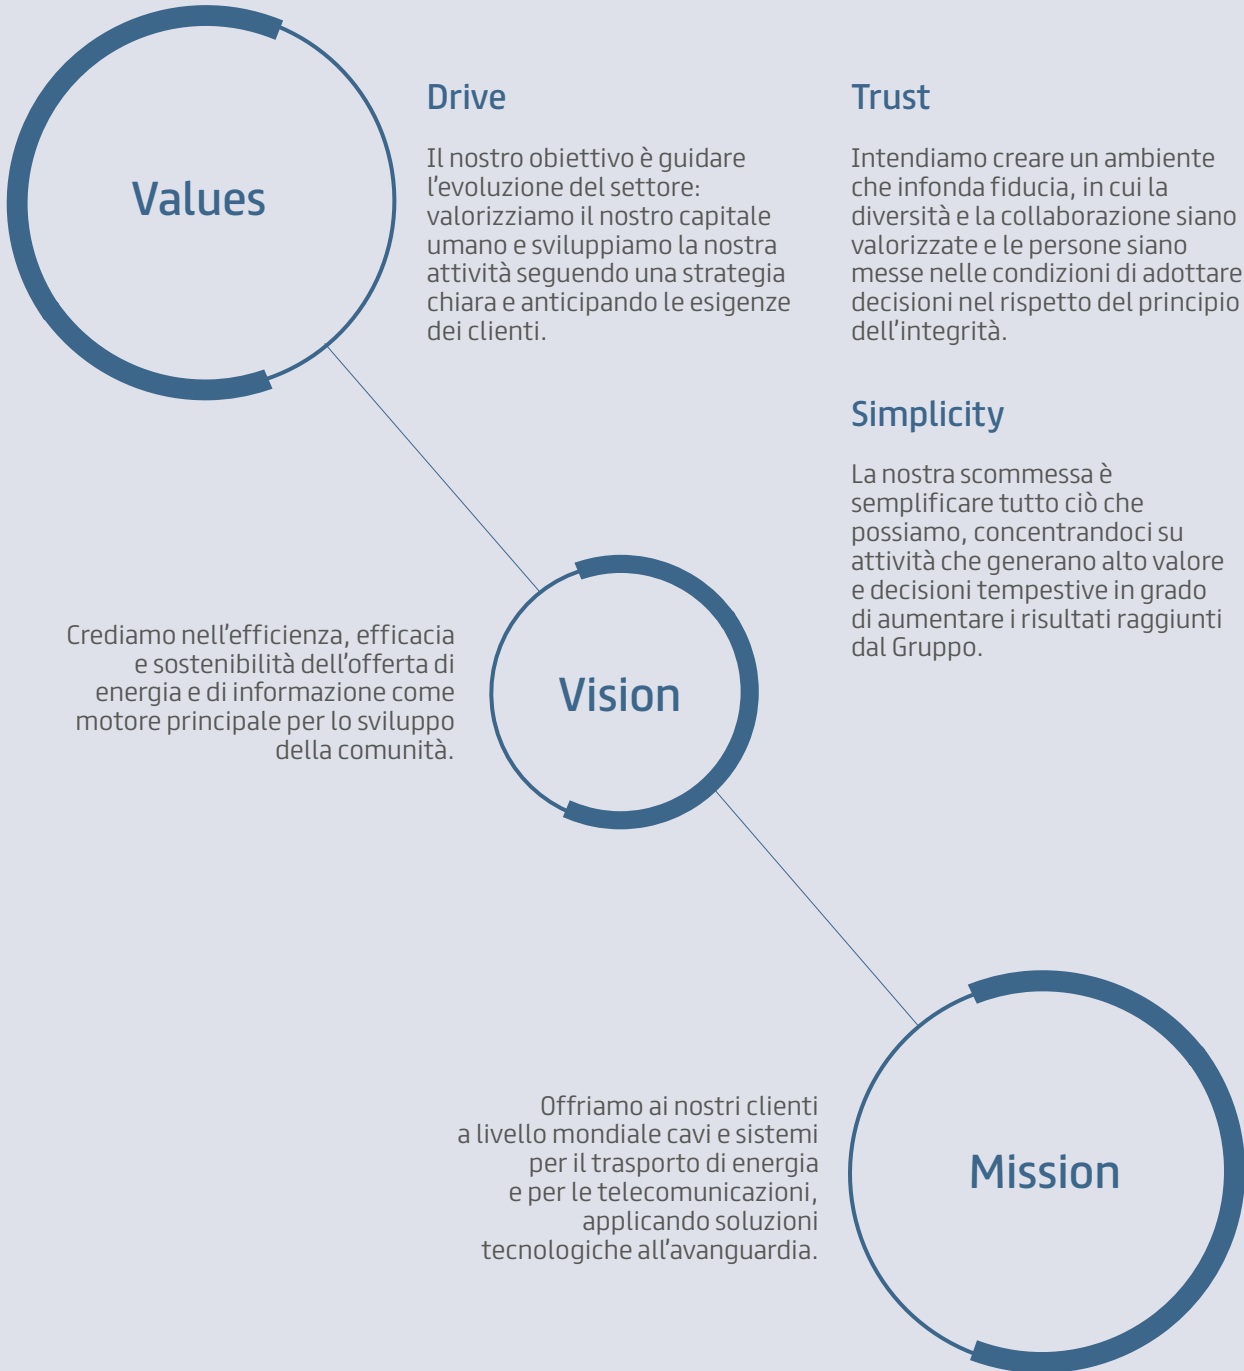 Values
Drive
Il nostro obiettivo è guidare
l'evoluzione del settore:
valorizziamo il nostro capitale
umano e sviluppiamo la nostra
attività seguendo una strategia
chiara e anticipando le esigenze
dei clienti.
Trust
Intendiamo creare un ambiente
che infonda fiducia, in cui la
diversità e la collaborazione siano
valorizzate e le persone siano
messe nelle condizioni di adottare
decisioni nel rispetto del principio
dell'integrità.
Simplicity
La nostra scommessa è
semplificare tutto ciò che
possiamo, concentrandoci su
attività che generano alto valore
e decisioni tempestive in grado
di aumentare i risultati raggiunti
dal Gruppo.
Vision
Crediamo nell'efficienza, efficacia
e sostenibilità dell'offerta di
energia e di informazione come
motore principale per lo sviluppo
della comunità.
Mission
Offriamo ai nostri clienti
a livello mondiale cavi e sistemi
per il trasporto di energia
e per le telecomunicazioni,
applicando soluzioni
tecnologiche all'avanguardia.